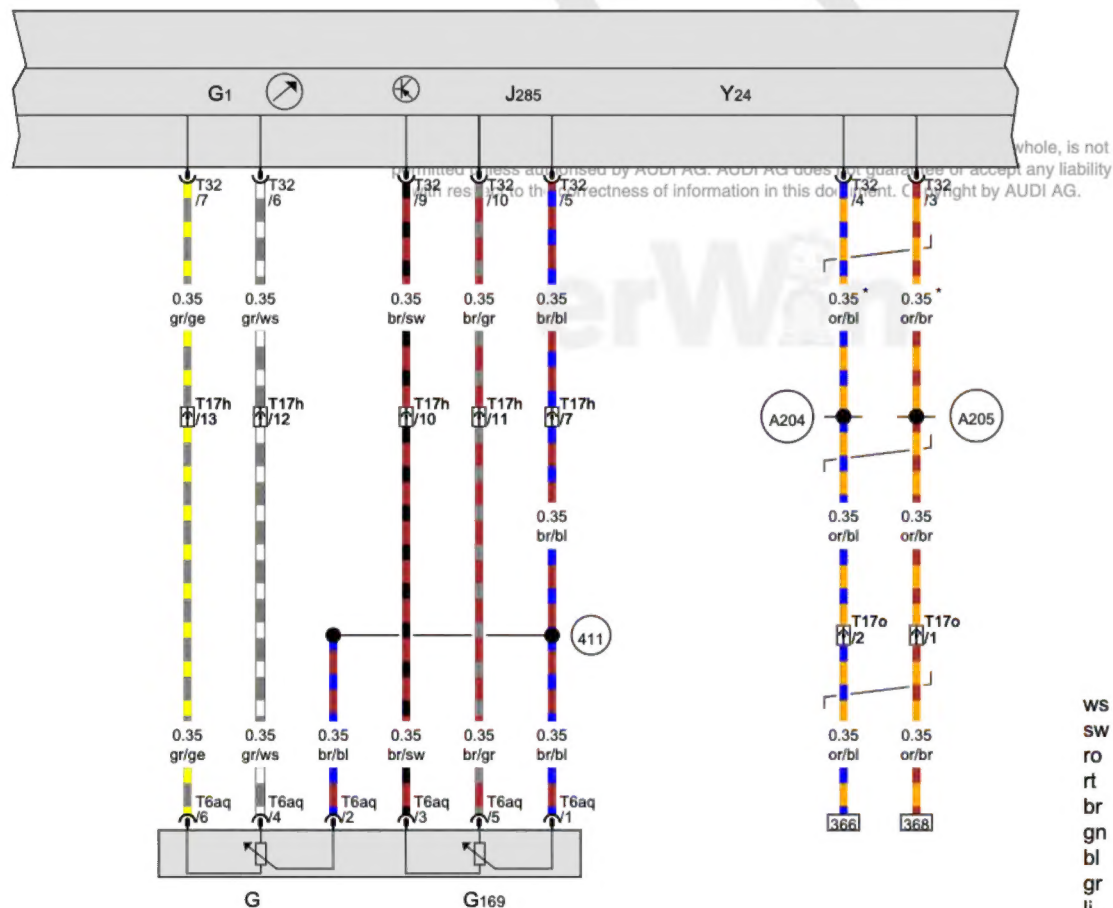 G1 J285 Y24
whole, is not
permitted unless authorised by AUDI AG. AUDI AG does not guarantee or accept any liability
with respect to the correctness of information in this document. Copyright by AUDI AG.
T32 /7 T32 /6 T32 /9 T32 /10 T32 /5 T32 /4 T32 /3
erWin
0.35 0.35 0.35 0.35 0.35 0.35 * 0.35 *
gr/ge gr/ws br/sw br/gr br/bl or/bl or/br
T17h /13 T17h /12 T17h /10 T17h /11 T17h /7
A204 A205
0.35 0.35 0.35
br/bl or/bl or/br
T17o /2 T17o /1
411
0.35 0.35 0.35 0.35 0.35 0.35 0.35 0.35
gr/ge gr/ws br/bl br/sw br/gr br/bl or/bl or/br
T6aq /6 T6aq /4 T6aq /2 T6aq /3 T6aq /5 T6aq /1
366 368
G G169
ws
sw
ro
rt
br
gn
bl
gr